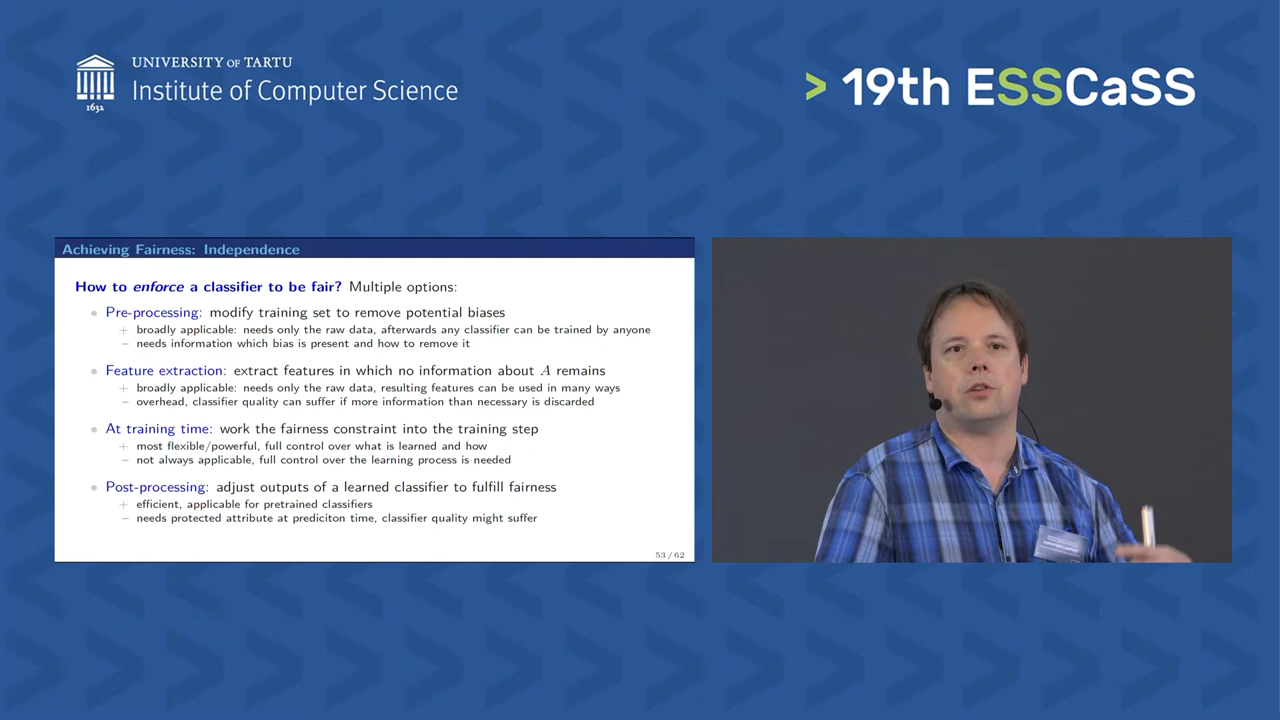 UNIVERSITY OF TARTU
Institute of Computer Science
1632
> 19th ESSCaSS
Achieving Fairness: Independence
How to enforce a classifier to be fair? Multiple options:
• Pre-processing: modify training set to remove potential biases
+ broadly applicable: needs only the raw data, afterwards any classifier can be trained by anyone
− needs information which bias is present and how to remove it
• Feature extraction: extract features in which no information about A remains
+ broadly applicable: needs only the raw data, resulting features can be used in many ways
− overhead, classifier quality can suffer if more information than necessary is discarded
• At training time: work the fairness constraint into the training step
+ most flexible/powerful, full control over what is learned and how
− not always applicable, full control over the learning process is needed
• Post-processing: adjust outputs of a learned classifier to fulfill fairness
+ efficient, applicable for pretrained classifiers
− needs protected attribute at prediciton time, classifier quality might suffer
53 / 62